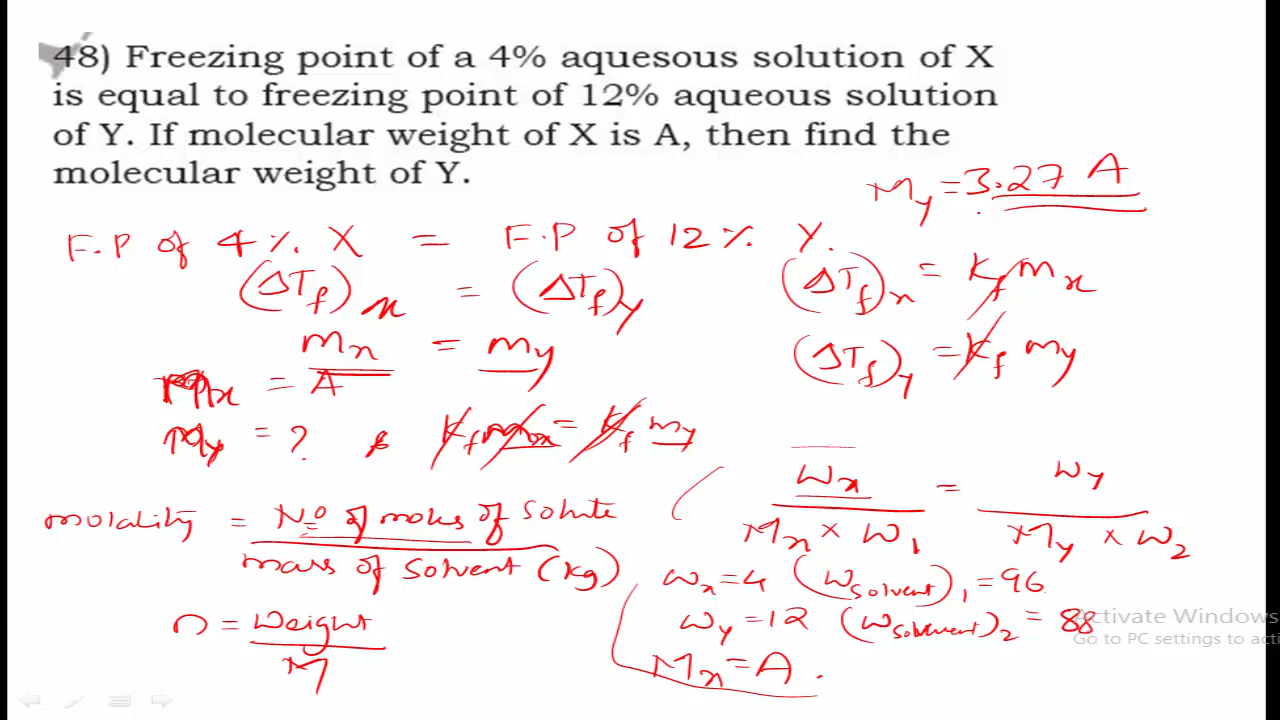 48) Freezing point of a 4% aquesous solution of X
is equal to freezing point of 12% aqueous solution
of Y. If molecular weight of X is A, then find the
molecular weight of Y.
My = 3.27 A
F.P of 4 %. X = F.P of 12 %. Y.
(ΔTf)x = (ΔTf)y
(ΔTf)x = Kf mx
mx = my
(ΔTf)y = Kf my
Mx = A
My = ?
Kf mx = Kf my
molality = No of moles of solute
mass of solvent (kg)
wx / Mx × w1 = wy / My × w2
wx = 4 (wsolvent)1 = 96
n = weight / M
wy = 12 (wsolvent)2 = 88
Mx = A.
Activate Windows
Go to PC settings to acti